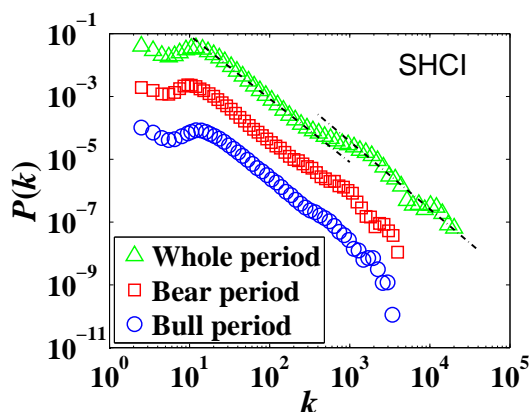 10^-1
SHCI
10^-3
10^-5
P(k)
10^-7
Whole period
10^-9
Bear period
Bull period
10^-11
10^0 10^1 10^2 10^3 10^4 10^5
k